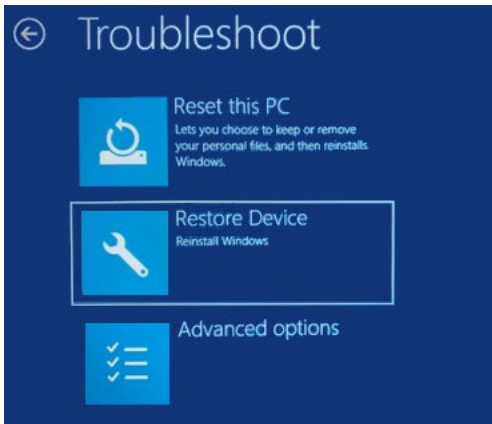 Troubleshoot
Reset this PC
Lets you choose to keep or remove
your personal files, and then reinstalls
Windows.
Restore Device
Reinstall Windows
Advanced options